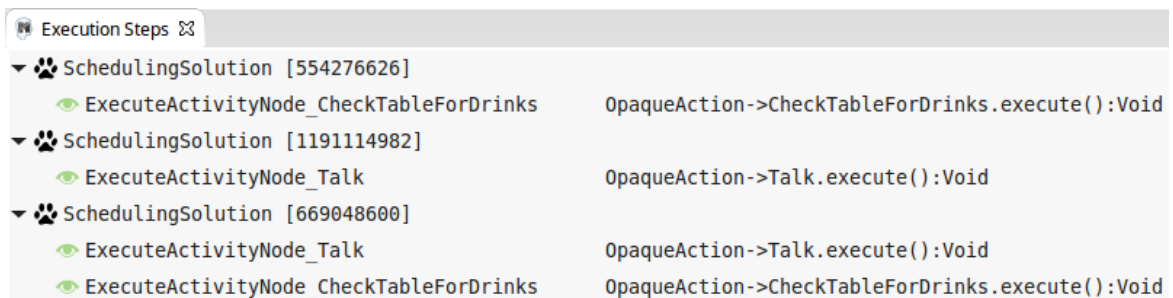 Execution Steps
SchedulingSolution [554276626]
ExecuteActivityNode_CheckTableForDrinks OpaqueAction->CheckTableForDrinks.execute():Void
SchedulingSolution [1191114982]
ExecuteActivityNode_Talk OpaqueAction->Talk.execute():Void
SchedulingSolution [669048600]
ExecuteActivityNode_Talk OpaqueAction->Talk.execute():Void
ExecuteActivityNode_CheckTableForDrinks OpaqueAction->CheckTableForDrinks.execute():Void